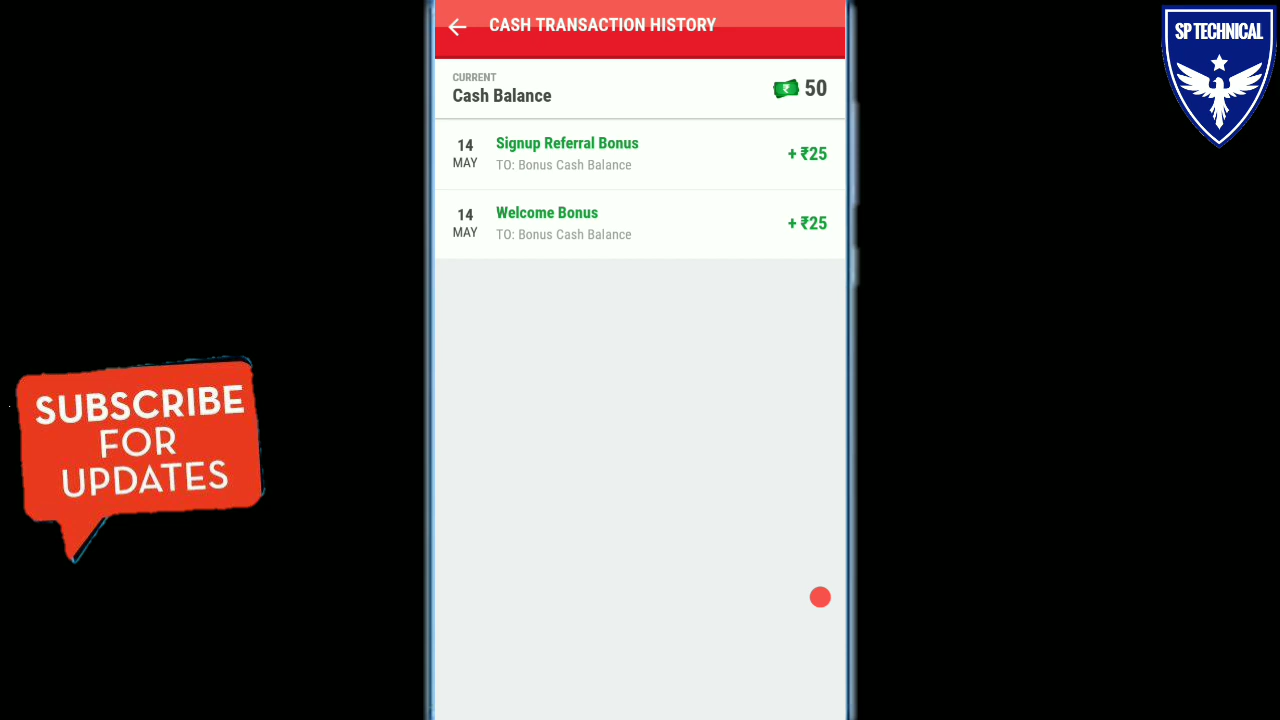 CASH TRANSACTION HISTORY
CURRENT
Cash Balance
50
14
MAY
Signup Referral Bonus
TO: Bonus Cash Balance
+ ₹25
14
MAY
Welcome Bonus
TO: Bonus Cash Balance
+ ₹25
SP TECHNICAL
SUBSCRIBE
FOR
UPDATES